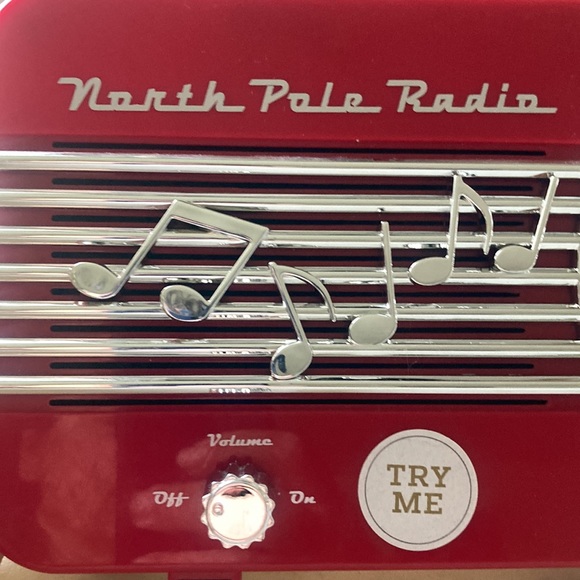 North Pole Radio
Volume
Off On
TRY
ME